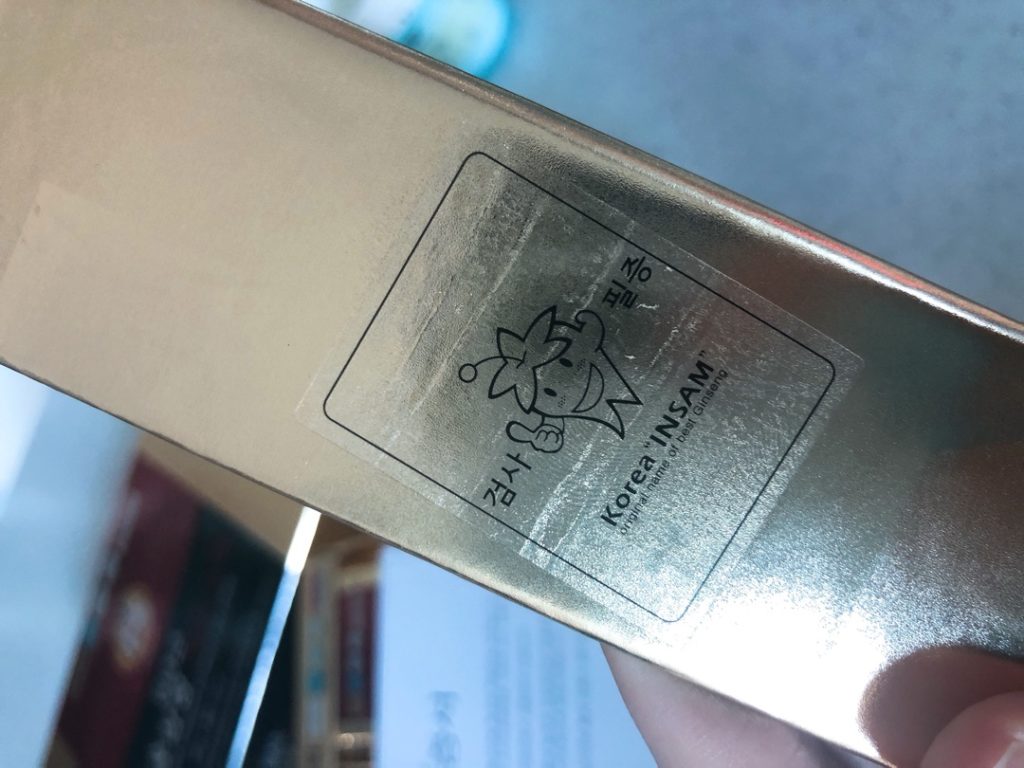 검사
필증
Korea "INSAM"
original name of best Ginseng